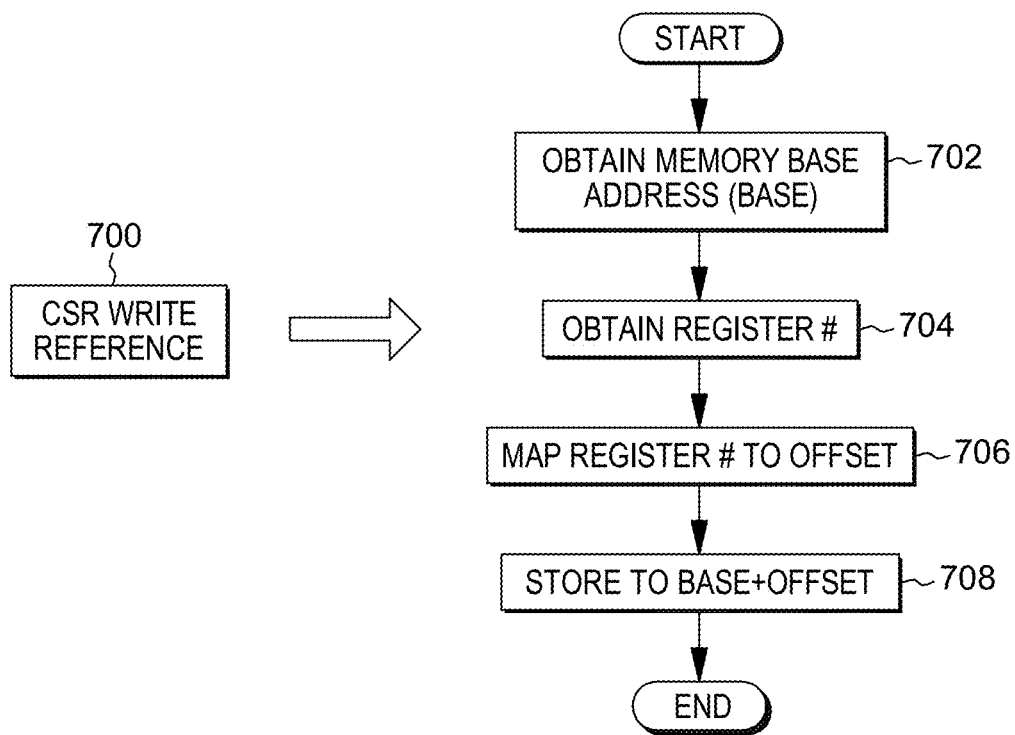 START
OBTAIN MEMORY BASE
ADDRESS (BASE)
702
700
CSR WRITE
REFERENCE
OBTAIN REGISTER #
704
MAP REGISTER # TO OFFSET
706
STORE TO BASE+OFFSET
708
END